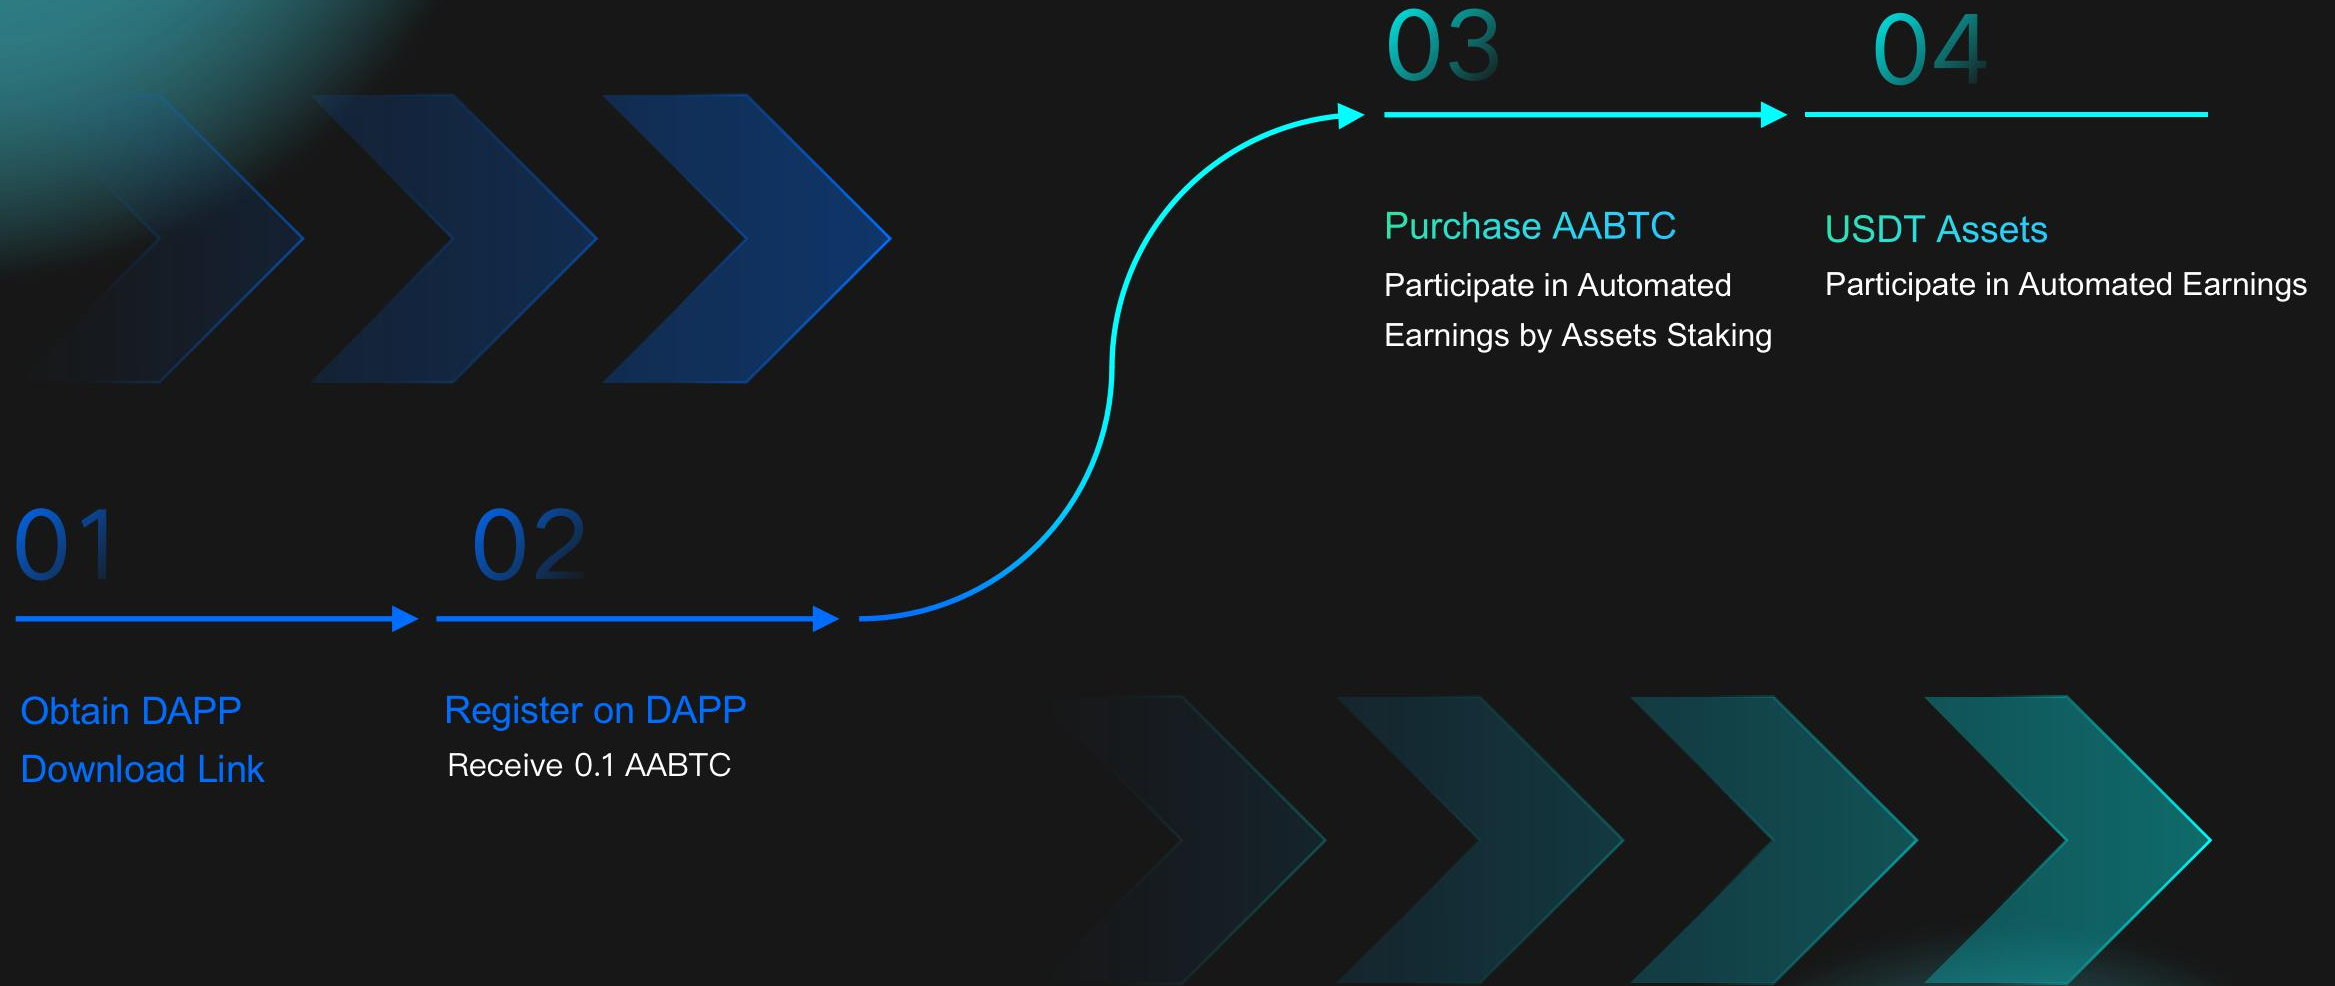 01
Obtain DAPP
Download Link
02
Register on DAPP
Receive 0.1 AABTC
03
Purchase AABTC
Participate in Automated
Earnings by Assets Staking
04
USDT Assets
Participate in Automated Earnings